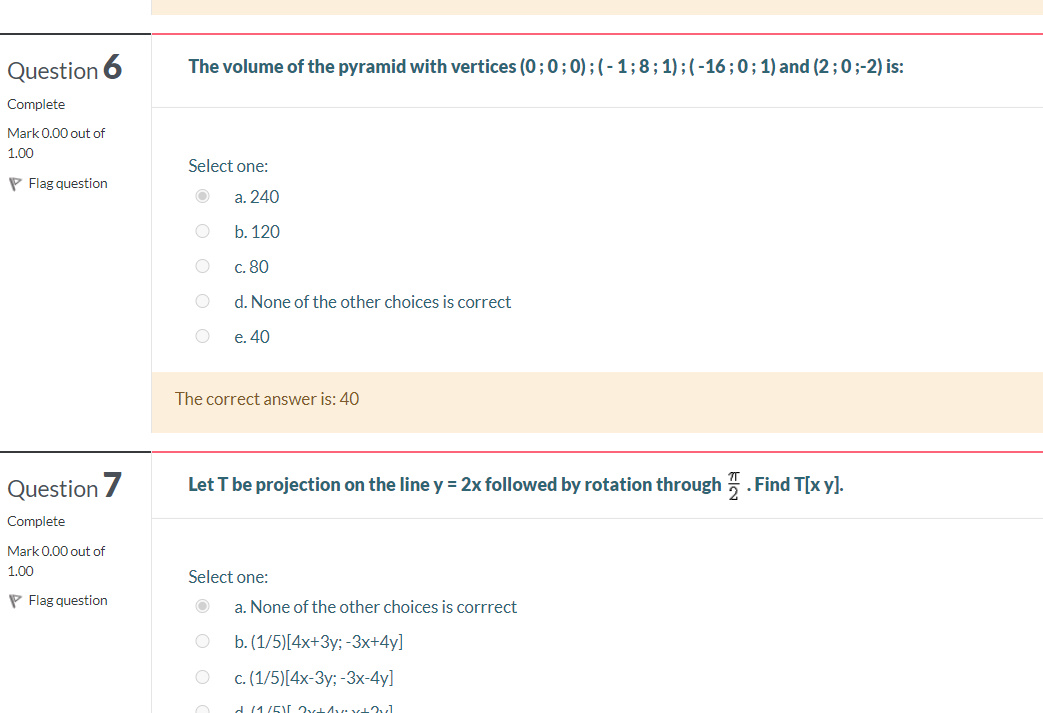 Question 6
Complete
Mark 0.00 out of
1.00
Flag question
The volume of the pyramid with vertices (0 ; 0 ; 0) ; ( - 1 ; 8 ; 1) ; ( -16 ; 0 ; 1) and (2 ; 0 ;-2) is:
Select one:
a. 240
b. 120
c. 80
d. None of the other choices is correct
e. 40
The correct answer is: 40
Question 7
Complete
Mark 0.00 out of
1.00
Flag question
Let T be projection on the line y = 2x followed by rotation through π/2 . Find T[x y].
Select one:
a. None of the other choices is corrrect
b. (1/5)[4x+3y; -3x+4y]
c. (1/5)[4x-3y; -3x-4y]
d. (1/5)[-2x+4y; x+2y]